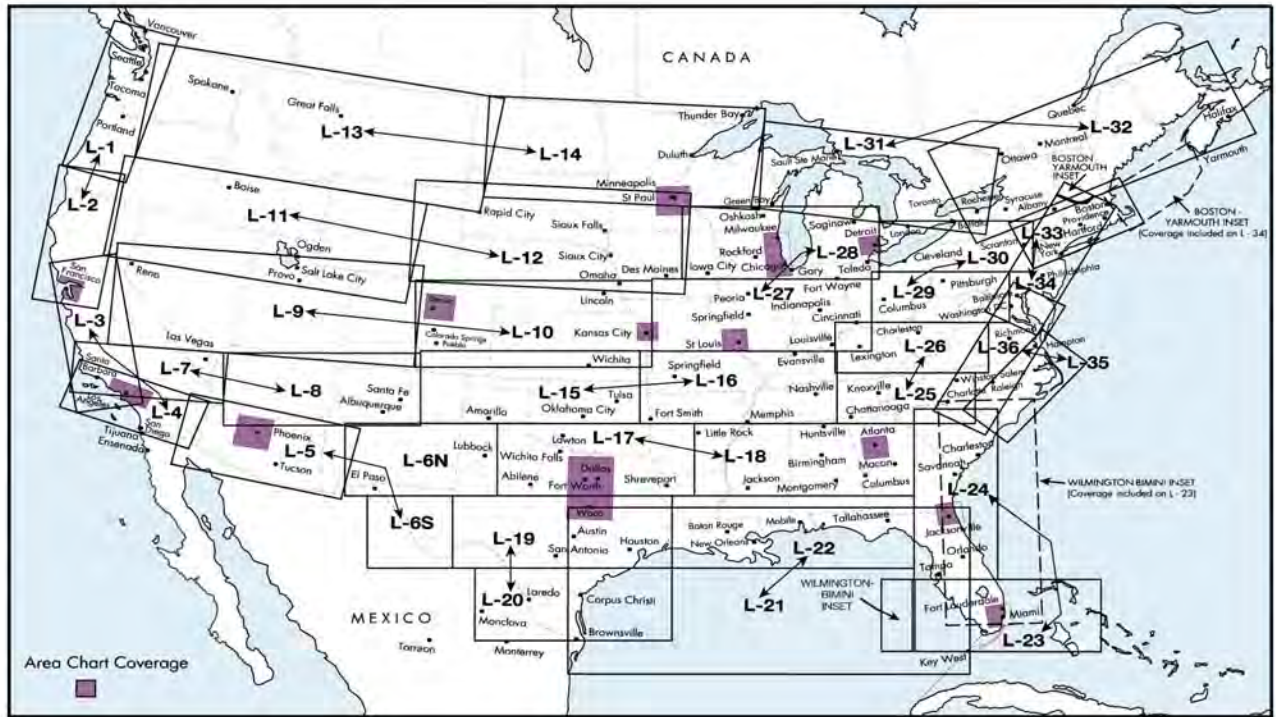 CANADA
Vancouver
Seattle
Tacoma
Portland
L-1
L-2
Spokane
Great Falls
L-13
L-14
Thunder Bay
Duluth
Sault Ste Marie
L-31
L-32
Quebec
Montreal
Ottawa
Halifax
Yarmouth
BOSTON
YARMOUTH
INSET
BOSTON -
YARMOUTH INSET
(Coverage included on L - 34)
Minneapolis
St Paul
Green Bay
Oshkosh
Milwaukee
Rockford
Chicago
Saginaw
Detroit
London
Toronto
Rochester
Buffalo
Syracuse
Albany
Boston
Providence
Hartford
L-33
New
York
Scranton
L-34
Philadelphia
Boise
L-11
Rapid City
Sioux Falls
L-12
Sioux City
Omaha
Des Moines
Iowa City
L-28
Gary
Toledo
Cleveland
L-30
Ogden
Salt Lake City
Provo
Reno
San
Francisco
L-3
L-9
L-10
Lincoln
Colorado Springs
Pueblo
Kansas City
L-27
Peoria
Fort Wayne
Indianapolis
Springfield
Cincinnati
St Louis
Louisville
Evansville
L-29
Columbus
Pittsburgh
Washington
Charleston
Lexington
L-26
Richmond
Hampton
L-36
L-35
Las Vegas
L-7
L-8
Santa Fe
Albuquerque
Santa
Barbara
Los
Angeles
L-4
San
Diego
Tijuana
Ensenada
Wichita
L-15
L-16
Tulsa
Oklahoma City
Amarillo
Springfield
Nashville
Knoxville
L-25
Winston Salem
Raleigh
Fort Smith
Memphis
Chattanooga
Phoenix
L-5
Tucson
El Paso
L-6N
L-6S
Lubbock
Lawton
L-17
Wichita Falls
Abilene
Dallas
Fort Worth
Waco
Shreveport
Little Rock
L-18
Huntsville
Birmingham
Jackson
Montgomery
Atlanta
Macon
Columbus
Charleston
Savannah
L-24
WILMINGTON-BIMINI INSET
(Coverage included on L - 23)
Jacksonville
Orlando
Tampa
L-19
Austin
San Antonio
Houston
Baton Rouge
New Orleans
Mobile
Tallahassee
L-22
L-21
WILMINGTON-
BIMINI
INSET
Fort Lauderdale
Miami
L-23
Key West
L-20
Laredo
Monclova
Corpus Christi
Brownsville
Monterrey
MEXICO
Area Chart Coverage